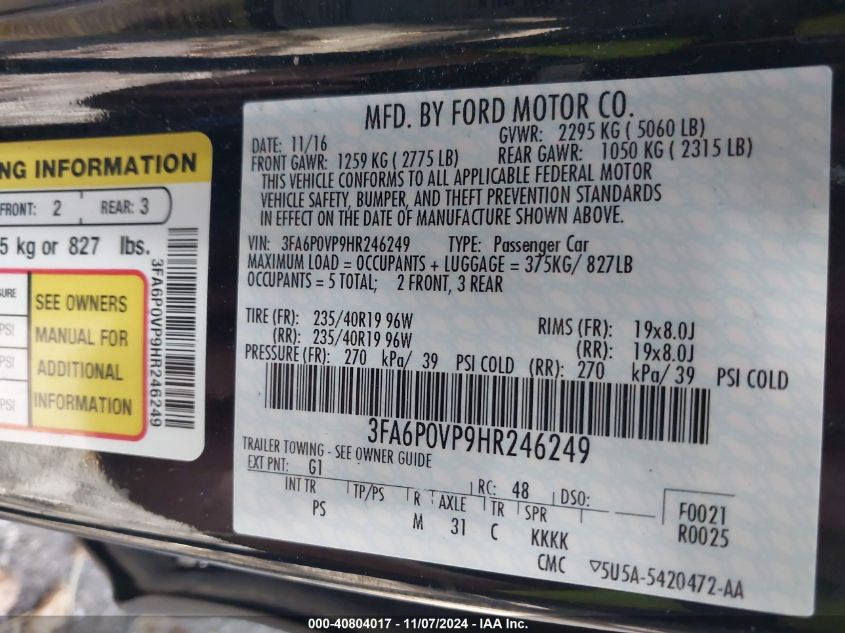 NG INFORMATION
FRONT: 2 REAR: 3
5 kg or 827 lbs.
SURE
PSI
PSI
PSI
SEE OWNERS
MANUAL FOR
ADDITIONAL
INFORMATION
3FA6P0VP9HR246249
MFD. BY FORD MOTOR CO.
DATE: 11/16 GVWR: 2295 KG ( 5060 LB)
FRONT GAWR: 1259 KG ( 2775 LB) REAR GAWR: 1050 KG ( 2315 LB)
THIS VEHICLE CONFORMS TO ALL APPLICABLE FEDERAL MOTOR
VEHICLE SAFETY, BUMPER, AND THEFT PREVENTION STANDARDS
IN EFFECT ON THE DATE OF MANUFACTURE SHOWN ABOVE.
VIN: 3FA6P0VP9HR246249 TYPE: Passenger Car
MAXIMUM LOAD = OCCUPANTS + LUGGAGE = 375KG/ 827LB
OCCUPANTS = 5 TOTAL; 2 FRONT, 3 REAR
TIRE (FR): 235/40R19 96W RIMS (FR): 19x8.0J
(RR): 235/40R19 96W (RR): 19x8.0J
PRESSURE (FR): 270 kPa/ 39 PSI COLD (RR): 270 kPa/ 39 PSI COLD
3FA6P0VP9HR246249
TRAILER TOWING - SEE OWNER GUIDE
EXT PNT: G1 RC: 48 DSO:
INT TR TP/PS R AXLE TR SPR
PS M 31 C KKKK
F0021
R0025
CMC 5U5A-5420472-AA
000-40804017 - 11/07/2024 - IAA Inc.